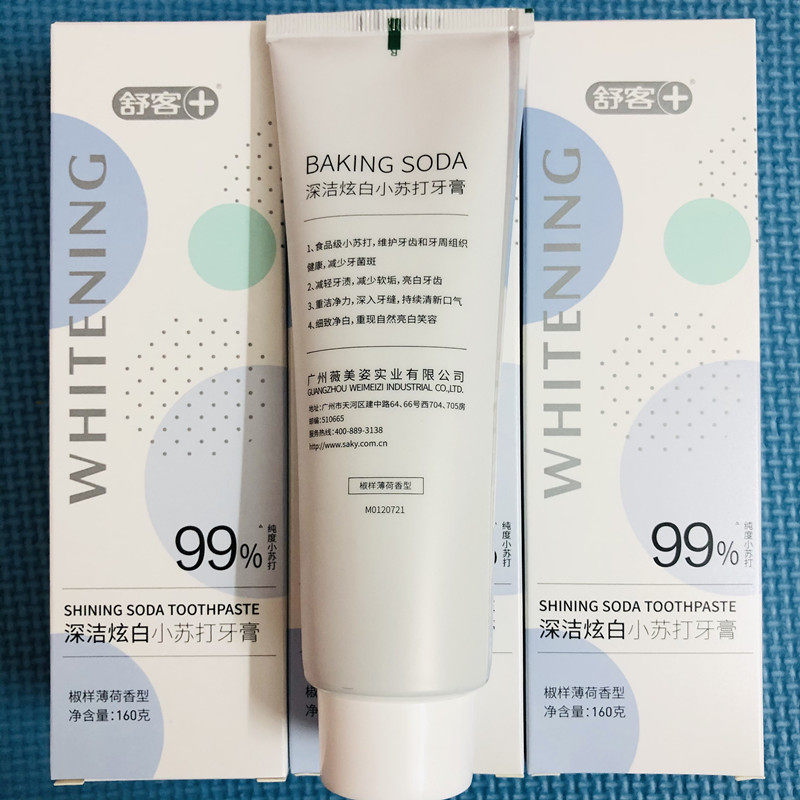 舒客+
WHITENING
99%
纯度小苏打
SHINING SODA TOOTHPASTE
深洁炫白小苏打牙膏
椒样薄荷香型
净含量:160克
BAKING SODA
深洁炫白小苏打牙膏
1、食品级小苏打,维护牙齿和牙周组织
健康,减少牙菌斑
2、减轻牙渍,减少软垢,亮白牙齿
3、重洁净力,深入牙缝,持续清新口气
4、细致净白,重现自然亮白笑容
广州薇美姿实业有限公司
GUANGZHOU WEIMEIZI INDUSTRIAL CO.,LTD.
地址:广州市天河区建中路64、66号西704、705房
邮编:510665
服务热线:400-889-3138
http://www.saky.com.cn
椒样薄荷香型
M0120721
舒客+
WHITENING
99%
纯度小苏打
SHINING SODA TOOTHPASTE
深洁炫白小苏打牙膏
椒样薄荷香型
净含量:160克